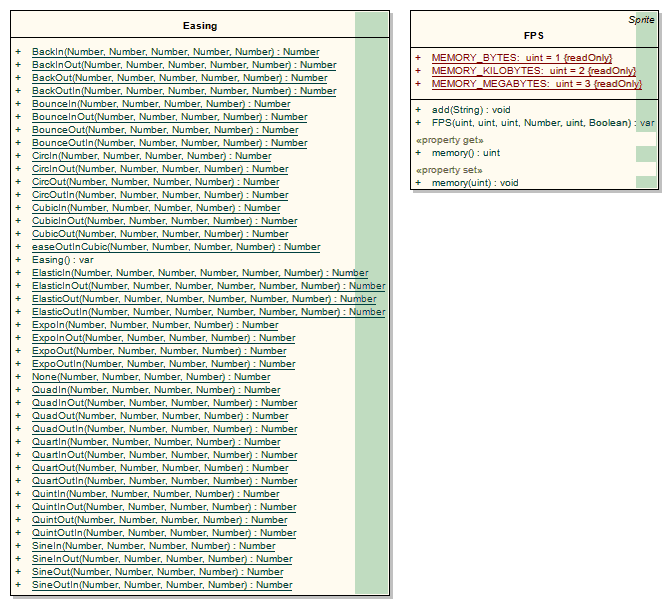 Easing
+ BackIn(Number, Number, Number, Number, Number) : Number
+ BackInOut(Number, Number, Number, Number, Number) : Number
+ BackOut(Number, Number, Number, Number, Number) : Number
+ BackOutIn(Number, Number, Number, Number, Number) : Number
+ BounceIn(Number, Number, Number, Number) : Number
+ BounceInOut(Number, Number, Number, Number) : Number
+ BounceOut(Number, Number, Number, Number) : Number
+ BounceOutIn(Number, Number, Number, Number) : Number
+ CircIn(Number, Number, Number, Number) : Number
+ CircInOut(Number, Number, Number, Number) : Number
+ CircOut(Number, Number, Number, Number) : Number
+ CircOutIn(Number, Number, Number, Number) : Number
+ CubicIn(Number, Number, Number, Number) : Number
+ CubicInOut(Number, Number, Number, Number) : Number
+ CubicOut(Number, Number, Number, Number) : Number
+ easeOutInCubic(Number, Number, Number, Number) : Number
+ Easing() : var
+ ElasticIn(Number, Number, Number, Number, Number, Number) : Number
+ ElasticInOut(Number, Number, Number, Number, Number, Number) : Number
+ ElasticOut(Number, Number, Number, Number, Number, Number) : Number
+ ElasticOutIn(Number, Number, Number, Number, Number, Number) : Number
+ ExpoIn(Number, Number, Number, Number) : Number
+ ExpoInOut(Number, Number, Number, Number) : Number
+ ExpoOut(Number, Number, Number, Number) : Number
+ ExpoOutIn(Number, Number, Number, Number) : Number
+ None(Number, Number, Number, Number) : Number
+ QuadIn(Number, Number, Number, Number) : Number
+ QuadInOut(Number, Number, Number, Number) : Number
+ QuadOut(Number, Number, Number, Number) : Number
+ QuadOutIn(Number, Number, Number, Number) : Number
+ QuartIn(Number, Number, Number, Number) : Number
+ QuartInOut(Number, Number, Number, Number) : Number
+ QuartOut(Number, Number, Number, Number) : Number
+ QuartOutIn(Number, Number, Number, Number) : Number
+ QuintIn(Number, Number, Number, Number) : Number
+ QuintInOut(Number, Number, Number, Number) : Number
+ QuintOut(Number, Number, Number, Number) : Number
+ QuintOutIn(Number, Number, Number, Number) : Number
+ SineIn(Number, Number, Number, Number) : Number
+ SineInOut(Number, Number, Number, Number) : Number
+ SineOut(Number, Number, Number, Number) : Number
+ SineOutIn(Number, Number, Number, Number) : Number
Sprite
FPS
+ MEMORY_BYTES: uint = 1 {readOnly}
+ MEMORY_KILOBYTES: uint = 2 {readOnly}
+ MEMORY_MEGABYTES: uint = 3 {readOnly}
+ add(String) : void
+ FPS(uint, uint, uint, Number, uint, Boolean) : var
«property get»
+ memory() : uint
«property set»
+ memory(uint) : void